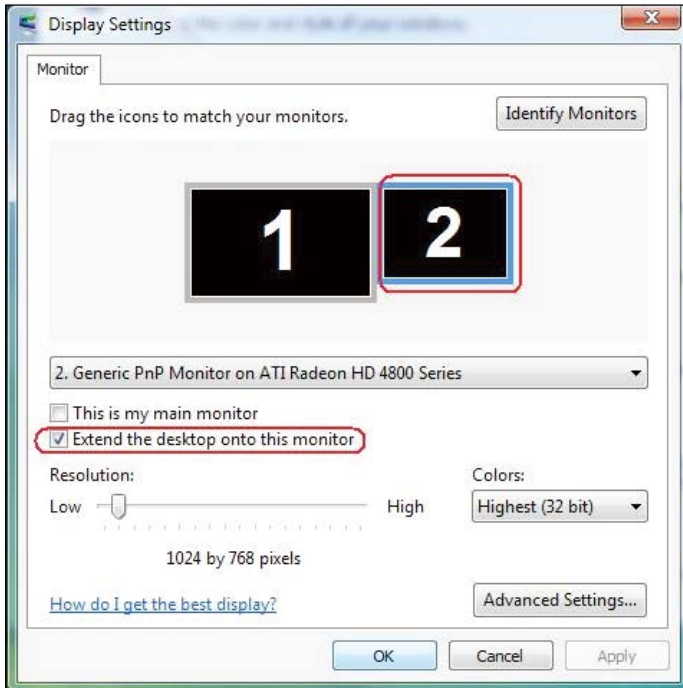 Display Settings
Monitor
Drag the icons to match your monitors.
Identify Monitors
1
2
2. Generic PnP Monitor on ATI Radeon HD 4800 Series
This is my main monitor
Extend the desktop onto this monitor
Resolution:
Colors:
Low
High
Highest (32 bit)
1024 by 768 pixels
How do I get the best display?
Advanced Settings...
OK
Cancel
Apply